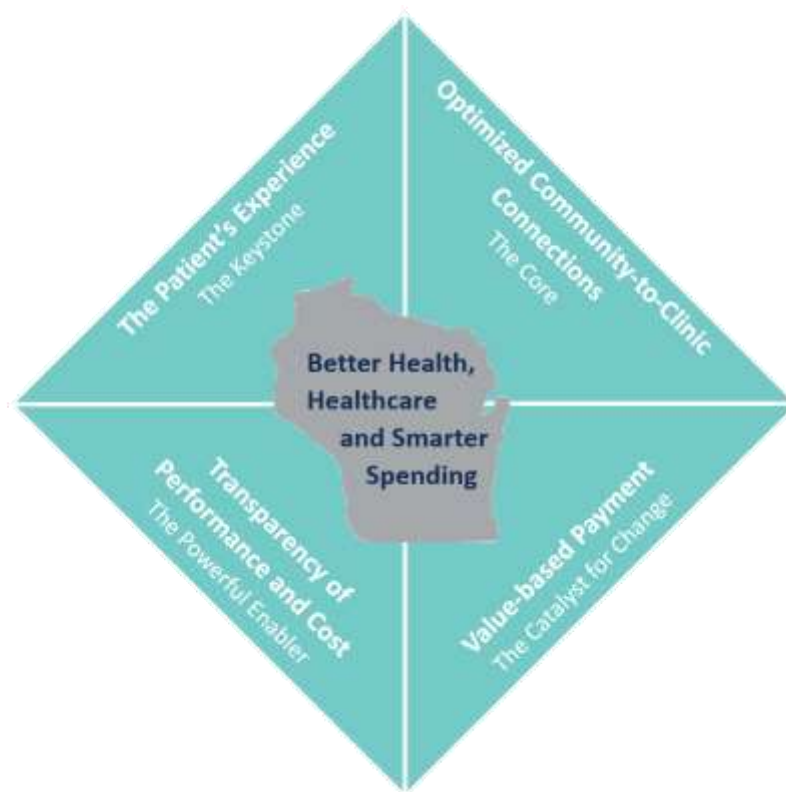 The Patient's Experience
The Keystone
Optimized Community-to-Clinic
Connections
The Core
Better Health,
Healthcare
and Smarter
Spending
Transparency of
Performance and Cost
The Powerful Enabler
Value-based Payment
The Catalyst for Change